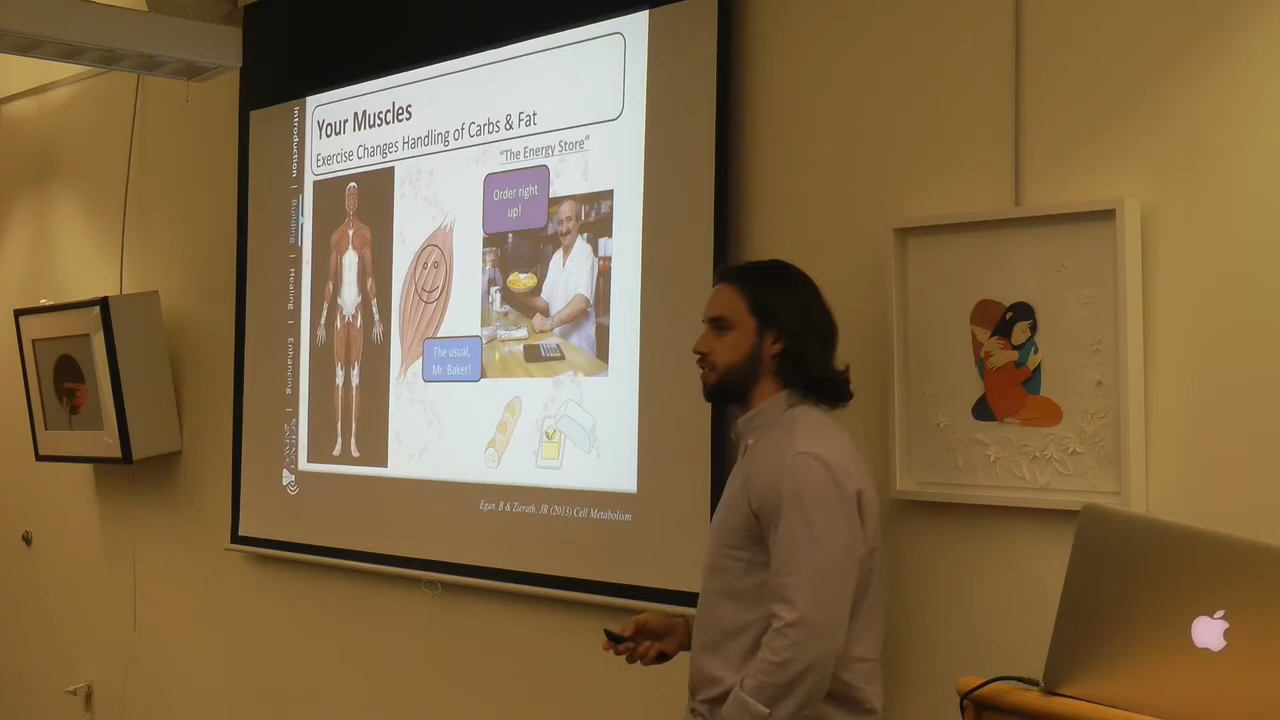 Your Muscles
Exercise Changes Handling of Carbs & Fat
"The Energy Store"
Order right
up!
The usual,
Mr. Baker!
Introduction | Building | Healing | Enhancing |
Egan, B & Zierath, JR (2013) Cell Metabolism